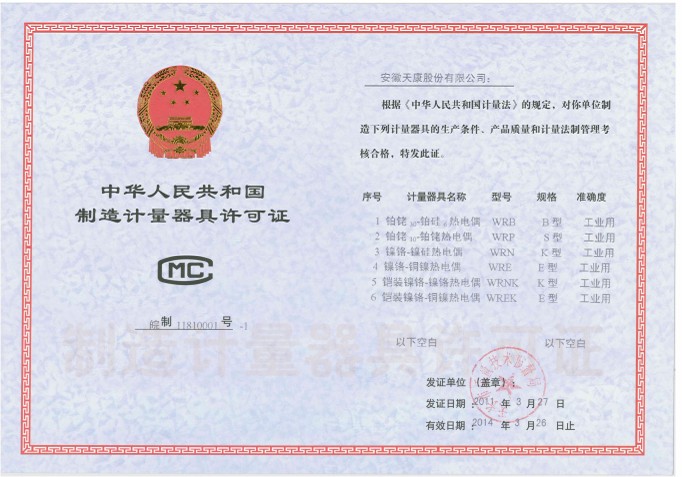 中华人民共和国
制造计量器具许可证
CMC
皖制 11810001 号 -1
安徽天康股份有限公司：
根据《中华人民共和国计量法》的规定，对你单位制
造下列计量器具的生产条件、产品质量和计量法制管理考
核合格，特发此证。
序号 计量器具名称 型号 规格 准确度
1 铂铑30-铂硅6热电偶 WRB B 型 工业用
2 铂铑10-铂铑热电偶 WRP S 型 工业用
3 镍铬-镍硅热电偶 WRN K 型 工业用
4 镍铬-铜镍热电偶 WRE E 型 工业用
5 铠装镍铬-镍铬热电偶 WRNK K 型 工业用
6 铠装镍铬-铜镍热电偶 WREK E 型 工业用
以下空白 以下空白
制造计量器具许可证
发证单位 （盖章）：
发证日期：2011 年 3 月 27 日
有效日期：2014 年 3 月 26 日止